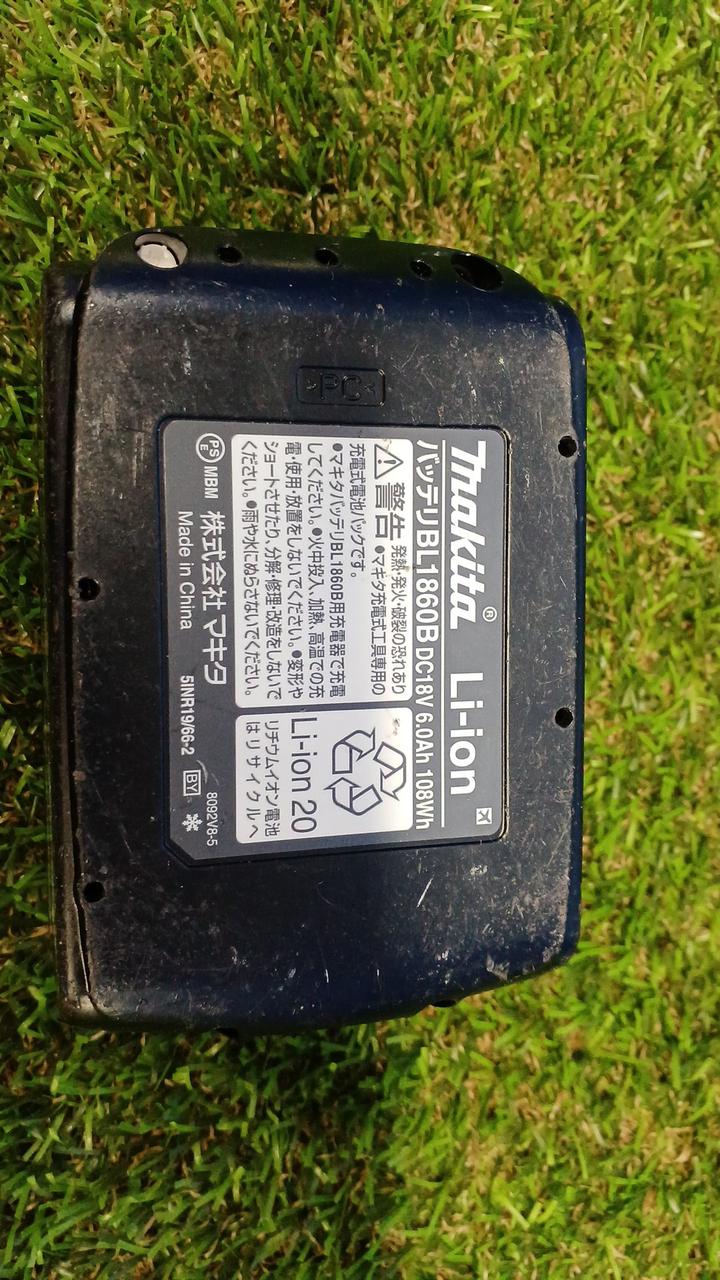 >PC<
makita® Li-ion
バッテリBL1860B DC18V 6.0Ah 108Wh
警告 発熱・発火・破裂の恐れあり
●マキタ充電式工具専用の
充電式電池パックです。
●マキタバッテリBL1860B用充電器で充電
してください。●火中投入、加熱、高温での充
電・使用・放置をしないでください。●変形や
ショートさせたり、分解・修理・改造をしないで
ください。●雨や水にぬらさないでください。
Li-ion 20
リチウムイオン電池
はリサイクルへ
PSE MBM 株式会社マキタ
Made in China
5INR19/66-2
BY
8092V8-5